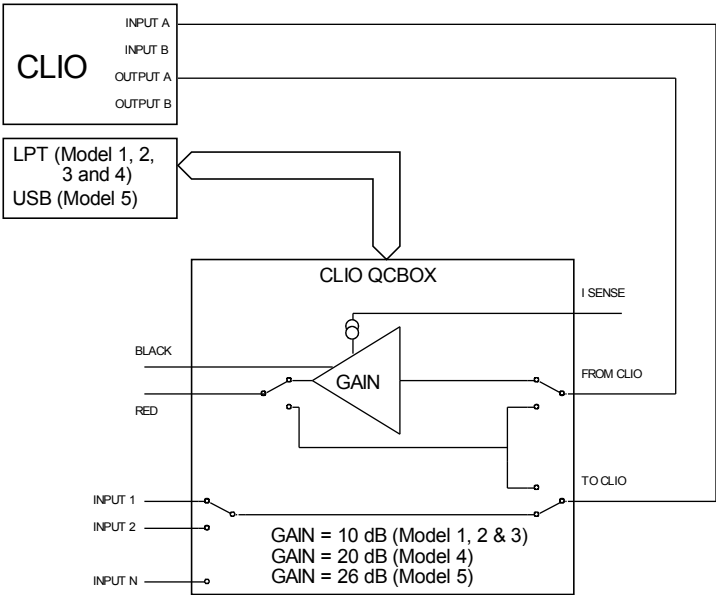 CLIO
INPUT A
INPUT B
OUTPUT A
OUTPUT B
LPT (Model 1, 2,
3 and 4)
USB (Model 5)
CLIO QCBOX
I SENSE
BLACK
GAIN
FROM CLIO
RED
TO CLIO
INPUT 1
INPUT 2
INPUT N
GAIN = 10 dB (Model 1, 2 & 3)
GAIN = 20 dB (Model 4)
GAIN = 26 dB (Model 5)